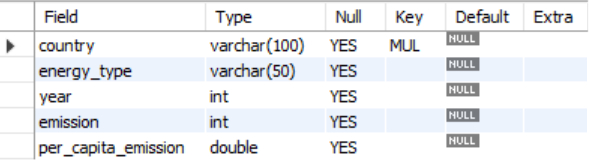 Field Type Null Key Default Extra
country varchar(100) YES MUL NULL
energy_type varchar(50) YES NULL
year int YES NULL
emission int YES NULL
per_capita_emission double YES NULL